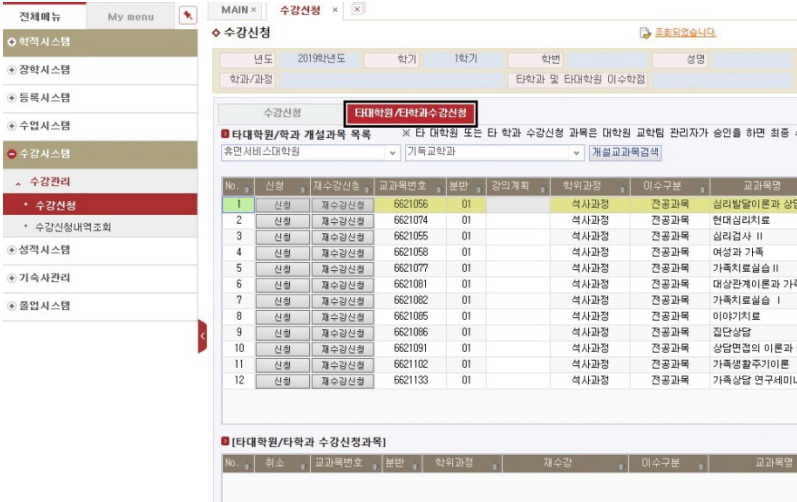 전체메뉴 My menu
학적시스템
장학시스템
등록시스템
수업시스템
수강시스템
수강관리
수강신청
수강신청내역조회
성적시스템
기숙사관리
졸업시스템
MAIN × 수강신청 ×
수강신청 조회되었습니다.
년도 2019학년도 학기 1학기 학번 성명
학과/과정 타학과 및 타대학원 이수학점
수강신청 타대학원/타학과수강신청
타대학원/학과 개설과목 목록 ※ 타 대학원 또는 타 학과 수강신청 과목은 대학원 교학팀 관리자가 승인을 하면 최종
휴먼서비스대학원 기독교학과 개설교과목검색
No. 신청 재수강신청 교과목번호 분반 강의계획 학위과정 이수구분 교과목명
1 신청 재수강신청 6621056 01 석사과정 전공과목 심리발달이론과 상담
2 신청 재수강신청 6621074 01 석사과정 전공과목 현대심리치료
3 신청 재수강신청 6621055 01 석사과정 전공과목 심리검사 II
4 신청 재수강신청 6621058 01 석사과정 전공과목 여성과 가족
5 신청 재수강신청 6621077 01 석사과정 전공과목 가족치료실습 II
6 신청 재수강신청 6621081 01 석사과정 전공과목 대상관계이론과 가족
7 신청 재수강신청 6621082 01 석사과정 전공과목 가족치료실습 I
8 신청 재수강신청 6621085 01 석사과정 전공과목 이야기치료
9 신청 재수강신청 6621086 01 석사과정 전공과목 집단상담
10 신청 재수강신청 6621091 01 석사과정 전공과목 상담면접의 이론과
11 신청 재수강신청 6621102 01 석사과정 전공과목 가족생활주기이론
12 신청 재수강신청 6621133 01 석사과정 전공과목 가족상담 연구세미나
[타대학원/타학과 수강신청과목]
No. 취소 교과목번호 분반 학위과정 재수강 이수구분 교과목명